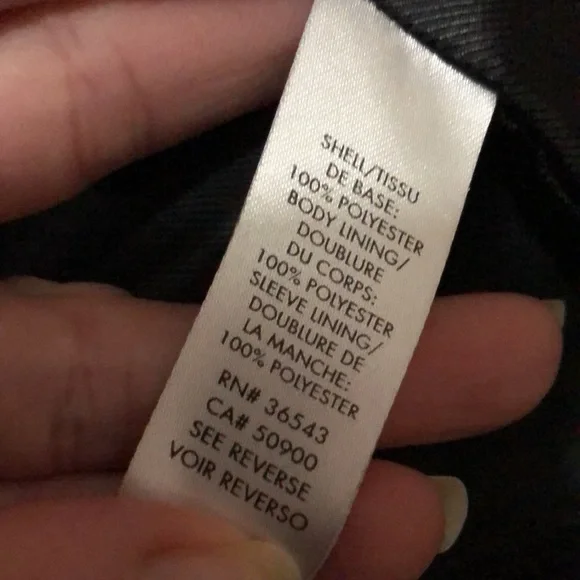 SHELL/TISSU
DE BASE:
100% POLYESTER
BODY LINING/
DOUBLURE
DU CORPS:
100% POLYESTER
SLEEVE LINING/
DOUBLURE DE
LA MANCHE:
100% POLYESTER
RN# 36543
CA# 50900
SEE REVERSE
VOIR REVERSO